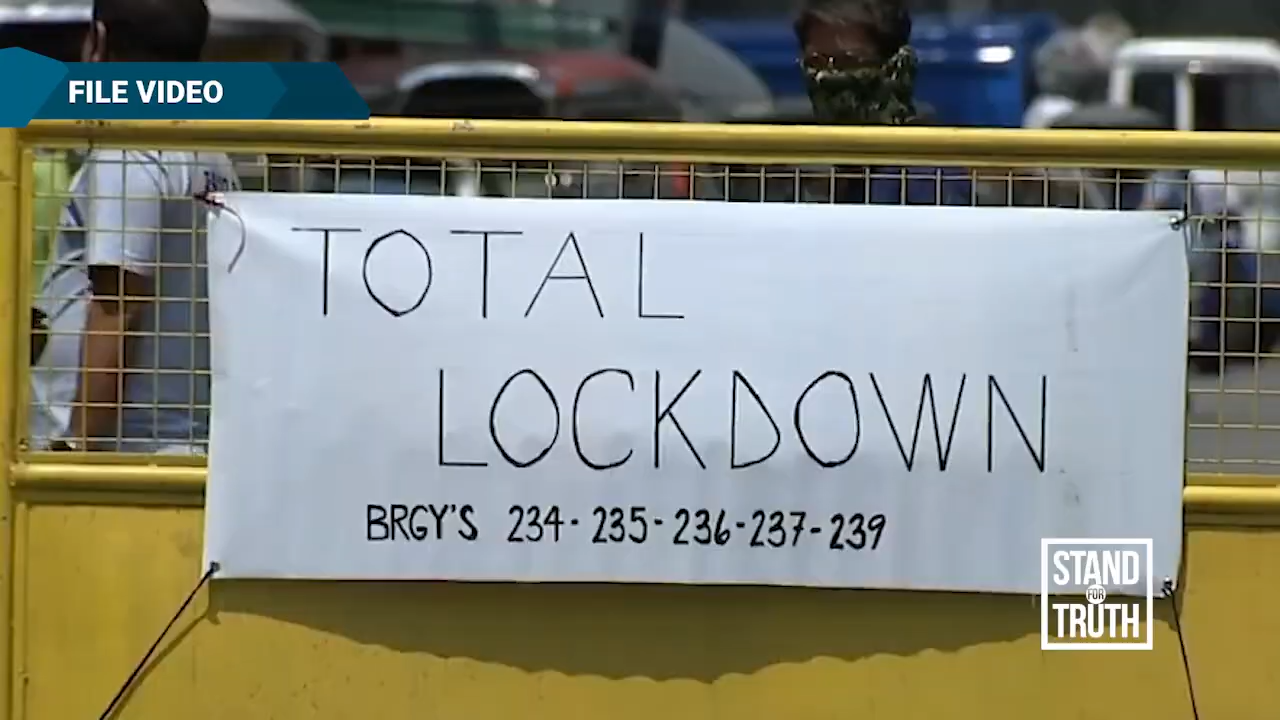 FILE VIDEO
TOTAL
LOCKDOWN
BRGY'S 234 - 235 - 236 - 237 - 239
STAND
FOR
TRUTH